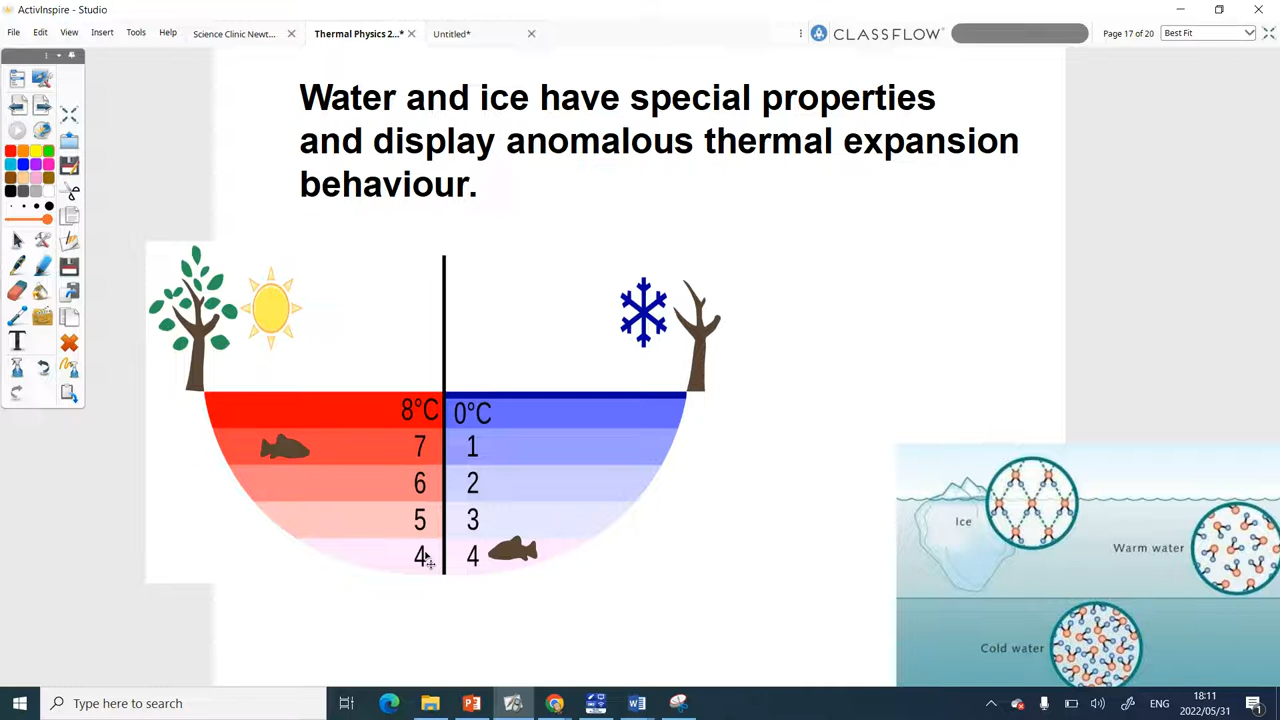 ActivInspire - Studio
File Edit View Insert Tools Help
Science Clinic Newt...
Thermal Physics 2...*
Untitled*
CLASSFLOW
Page 17 of 20
Best Fit
Water and ice have special properties
and display anomalous thermal expansion
behaviour.
8°C 0°C
7 1
6 2
5 3
4 4
Ice
Warm water
Cold water
T
Type here to search
ENG
18:11
2022/05/31
1